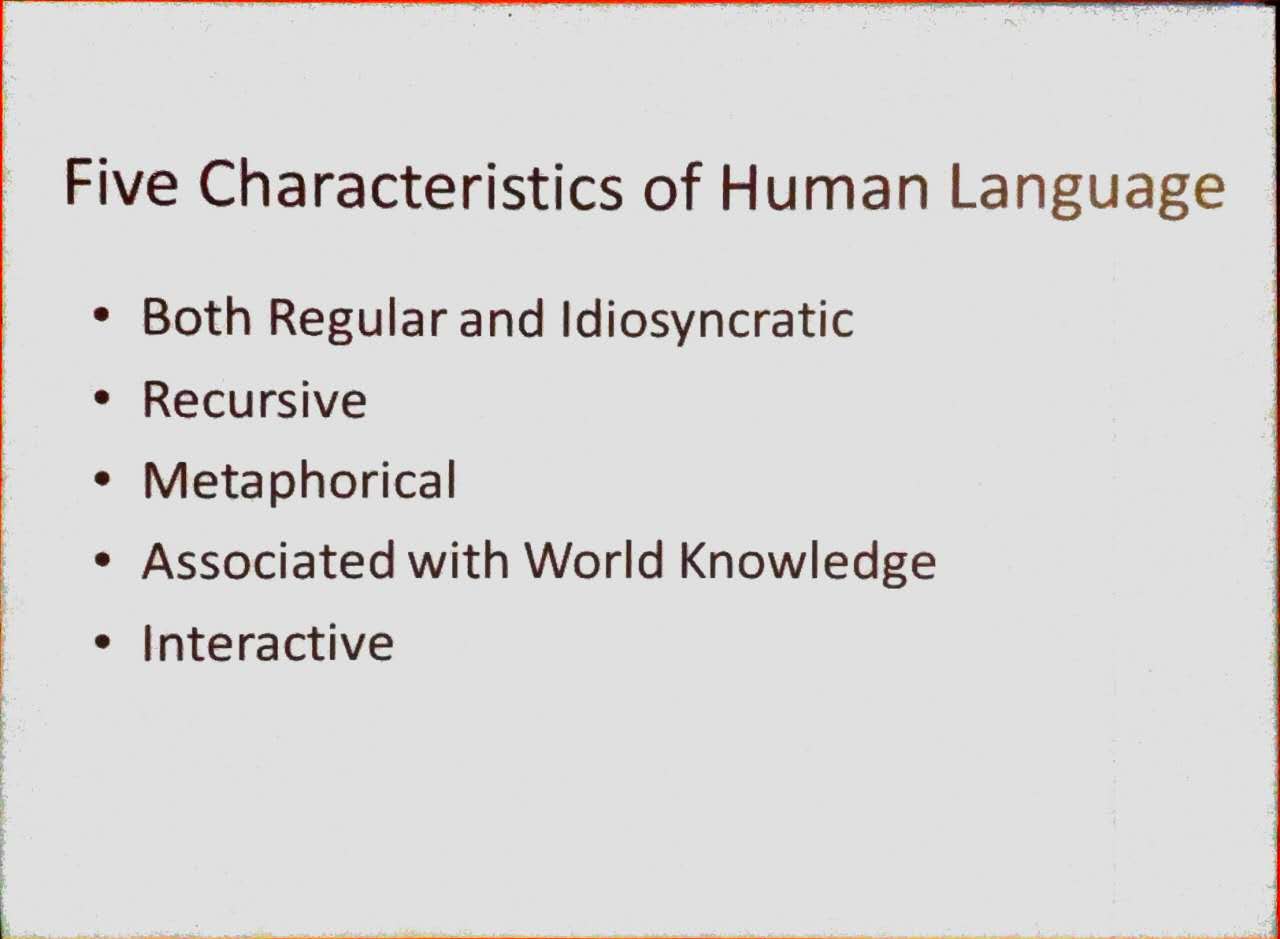 Five Characteristics of Human Language
• Both Regular and Idiosyncratic
• Recursive
• Metaphorical
• Associated with World Knowledge
• Interactive